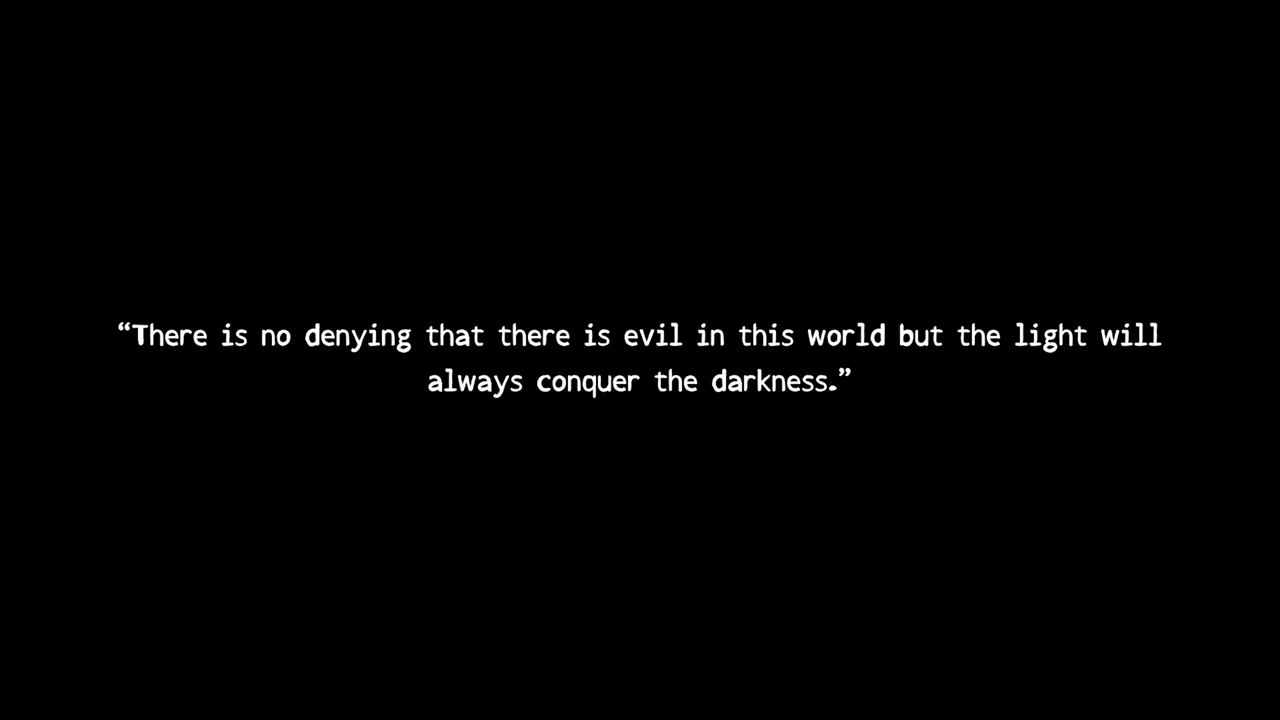 “There is no denying that there is evil in this world but the light will
always conquer the darkness.”